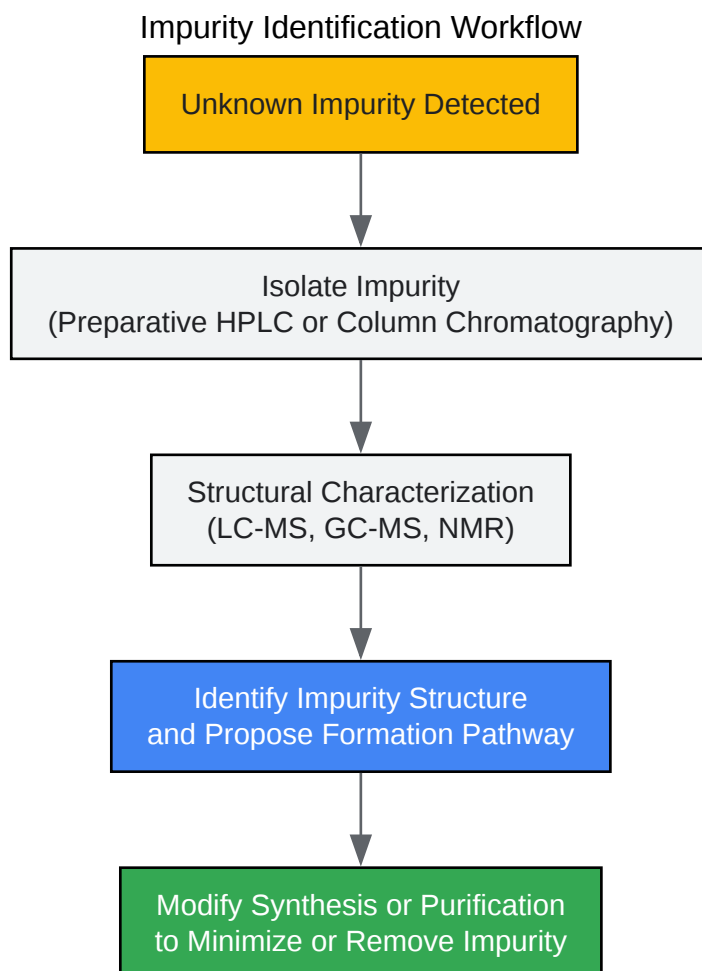 Impurity Identification Workflow
Unknown Impurity Detected
Isolate Impurity
(Preparative HPLC or Column Chromatography)
Structural Characterization
(LC-MS, GC-MS, NMR)
Identify Impurity Structure
and Propose Formation Pathway
Modify Synthesis or Purification
to Minimize or Remove Impurity